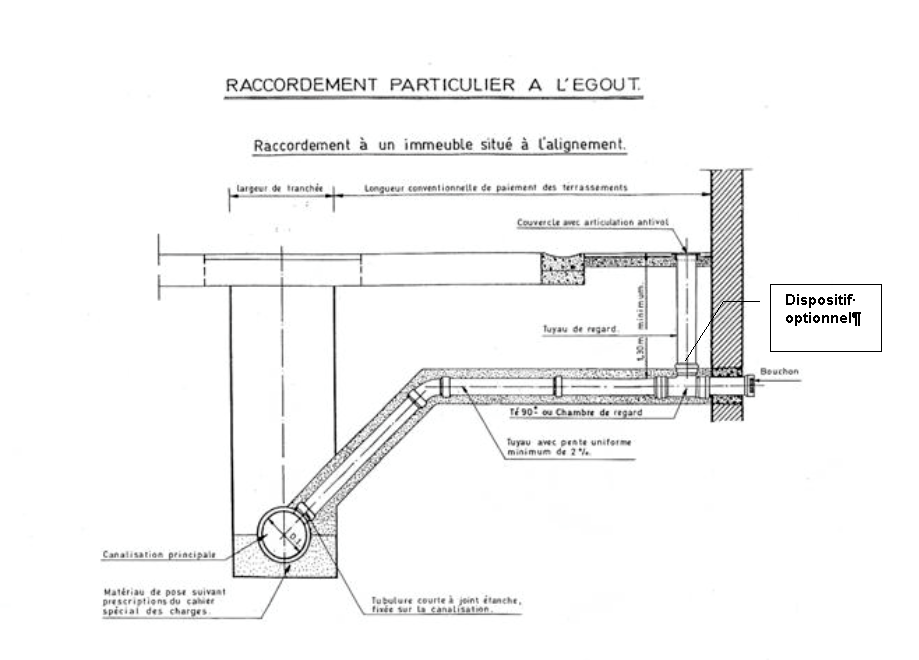 RACCORDEMENT PARTICULIER A L'EGOUT.
Raccordement à un immeuble situé à l'alignement.
largeur de tranchée
Longueur conventionnelle de paiement des terrassements
Couvercle avec articulation antivol
Dispositif·
optionnel¶
1,30m. minimum.
Tuyau de regard.
Bouchon
Té 90° ou Chambre de regard
Tuyau avec pente uniforme
minimum de 2 %.
D.I.
Canalisation principale
Matériau de pose suivant
prescriptions du cahier
spécial des charges.
Tubulure courte à joint étanche,
fixée sur la canalisation.